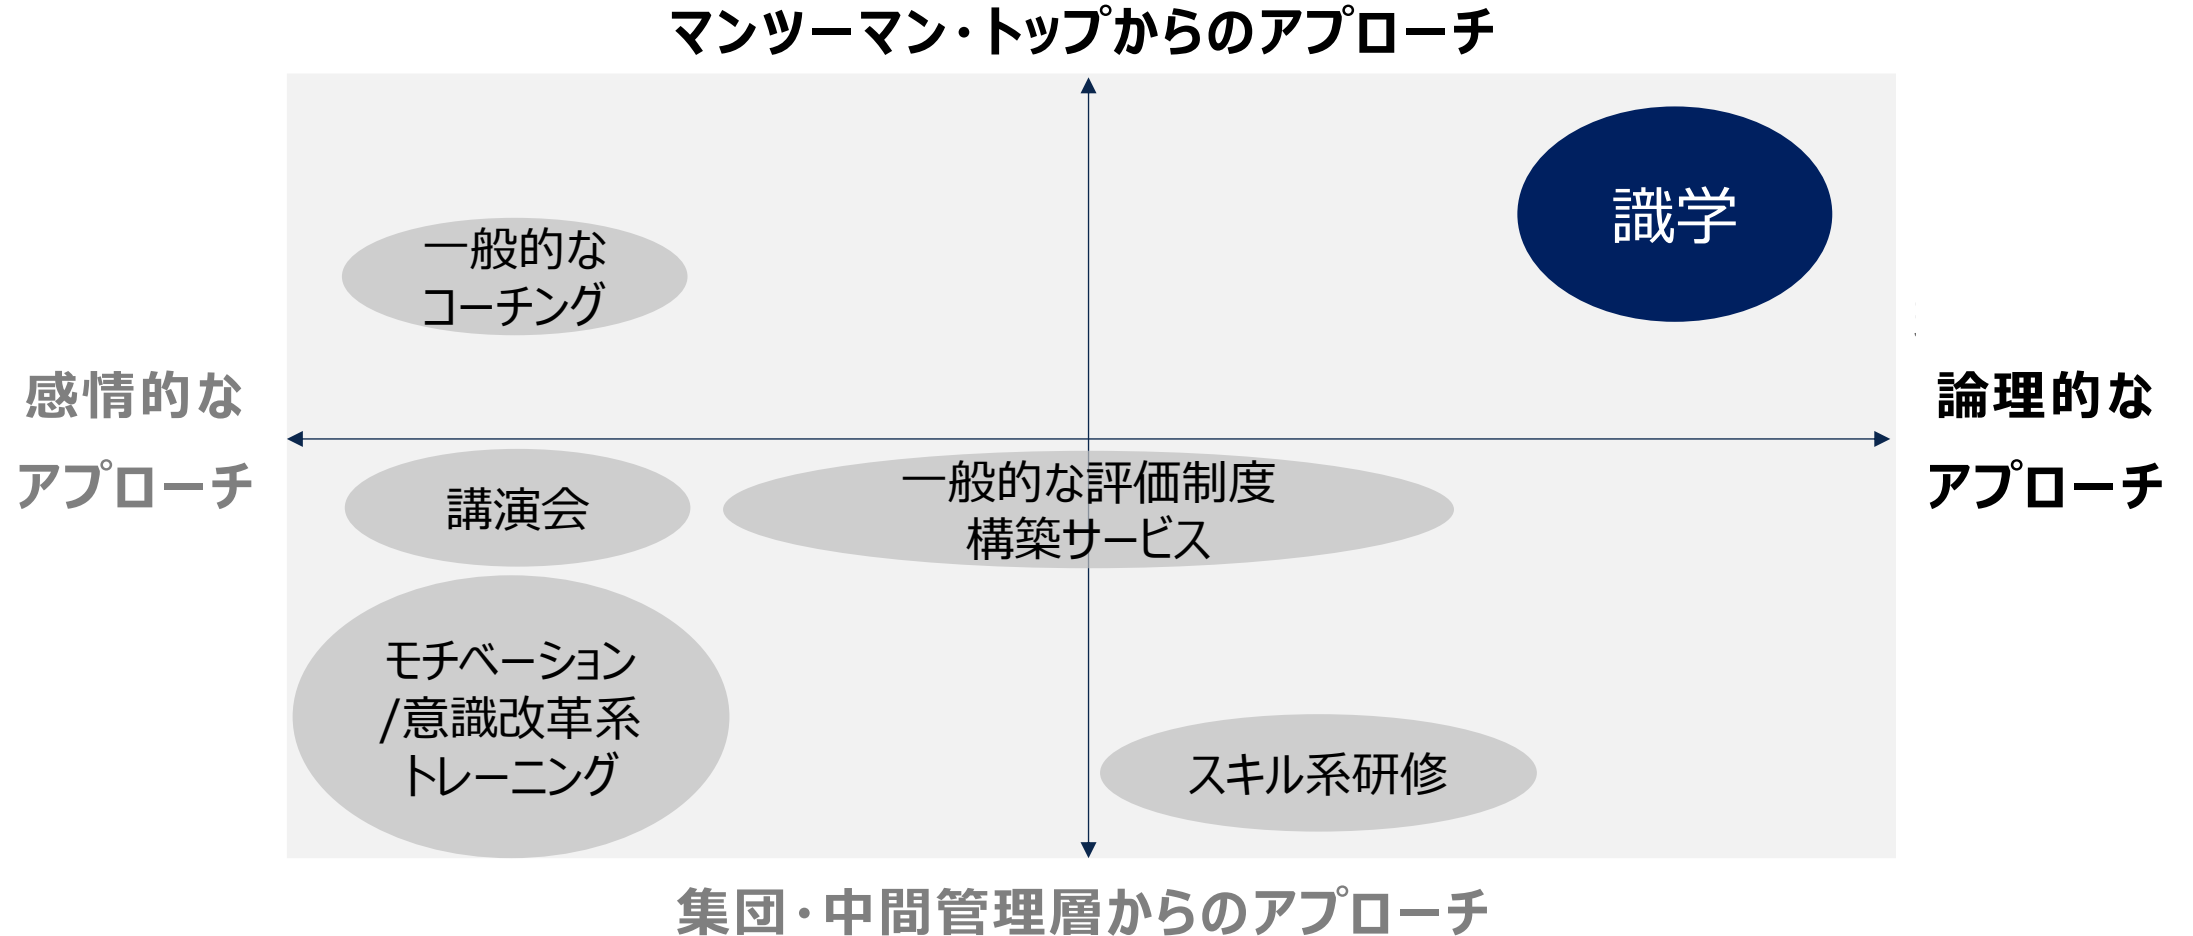 マンツーマン・トップからのアプローチ
識学
一般的な
コーチング
感情的な
アプローチ
論理的な
アプローチ
講演会
一般的な評価制度
構築サービス
モチベーション
/意識改革系
トレーニング
スキル系研修
集団・中間管理層からのアプローチ